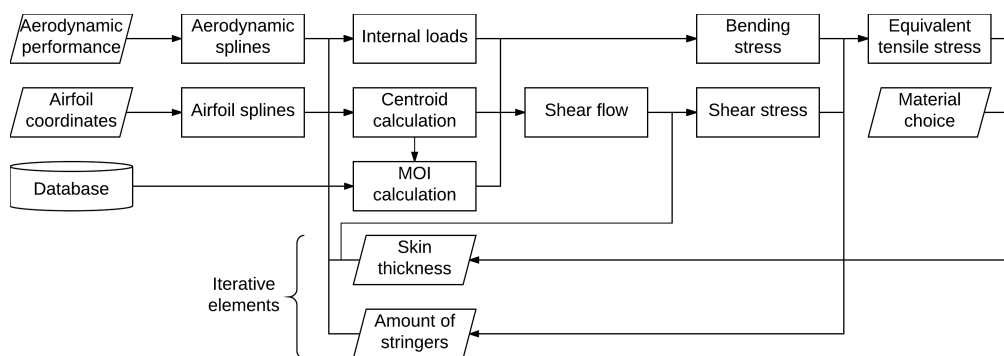 Aerodynamic
performance
Aerodynamic
splines
Internal loads
Bending
stress
Equivalent
tensile stress
Airfoil
coordinates
Airfoil splines
Centroid
calculation
Shear flow
Shear stress
Material
choice
Database
MOI
calculation
Iterative
elements
Skin
thickness
Amount of
stringers